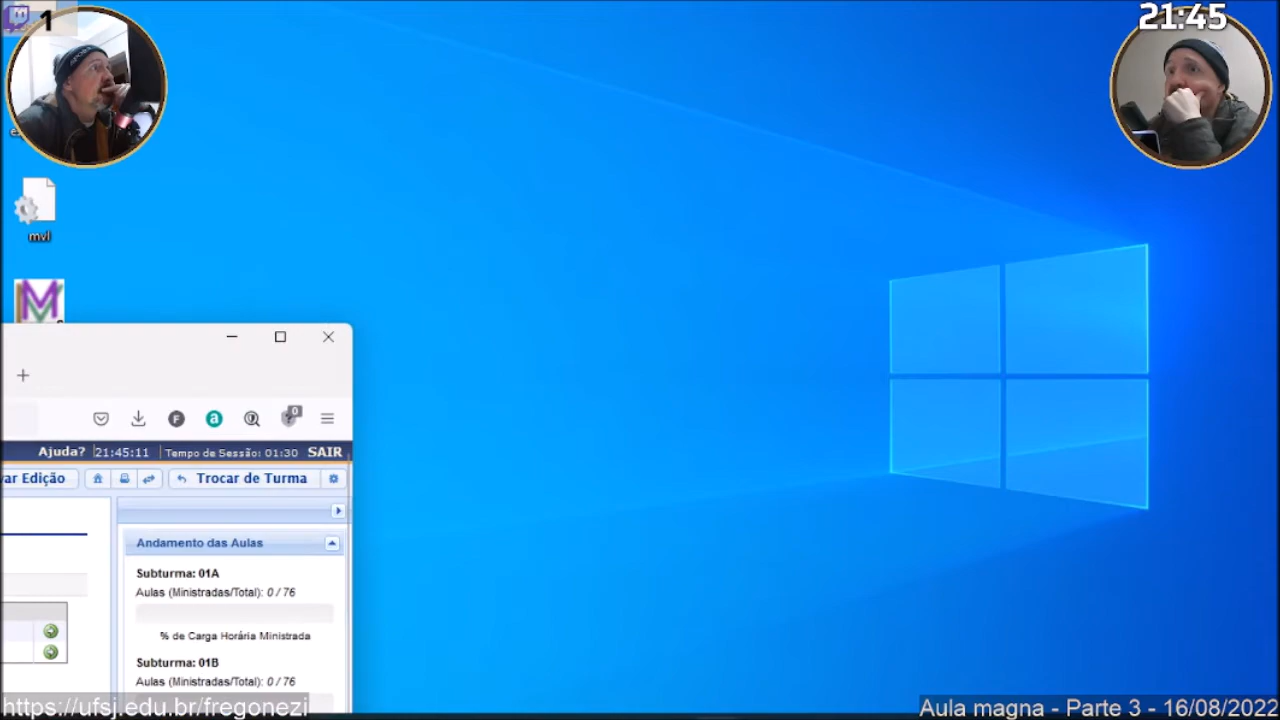 1
21:45
mvl
Ajuda?
21:45:11
Tempo de Sessão: 01:30
SAIR
var Edição
Trocar de Turma
Andamento das Aulas
Subturma: 01A
Aulas (Ministradas/Total): 0 / 76
% de Carga Horária Ministrada
Subturma: 01B
Aulas (Ministradas/Total): 0 / 76
https://ufsj.edu.br/fregonezi
Aula magna - Parte 3 - 16/08/2022